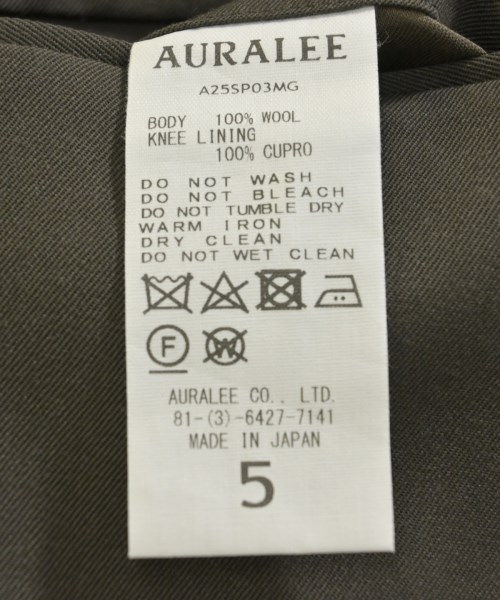 AURALEE
A25SP03MG
BODY 100% WOOL
KNEE LINING
100% CUPRO
DO NOT WASH
DO NOT BLEACH
DO NOT TUMBLE DRY
WARM IRON
DRY CLEAN
DO NOT WET CLEAN
F W
AURALEE CO., LTD.
81-(3)-6427-7141
MADE IN JAPAN
5